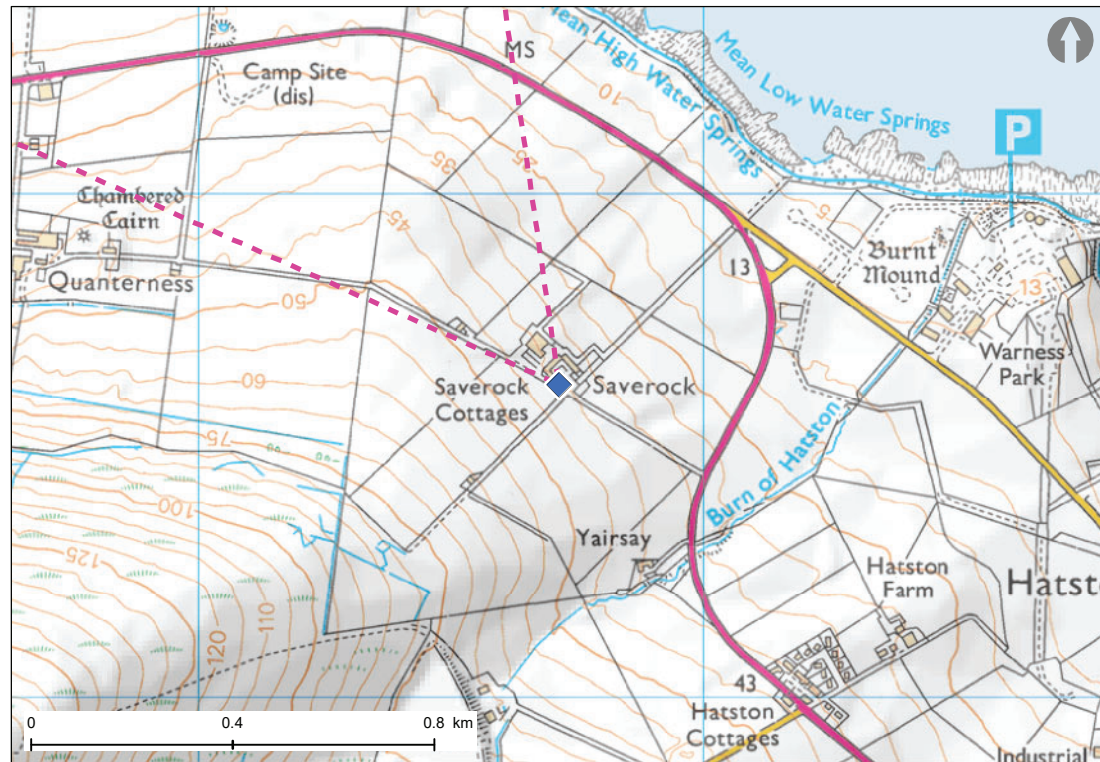 MS
Mean High Water Springs
Mean Low Water Springs
Camp Site
(dis)
10
P
35
25
Chambered
Cairn
45
5
Burnt
Mound
13
13
Quanterness
50
Warness
Park
60
Saverock
Cottages
Saverock
75
Burn of Hatston
100
Yairsay
125
Hatston
Farm
Hatst
110
120
43
Hatston
Cottages
Industrial
0 0.4 0.8 km